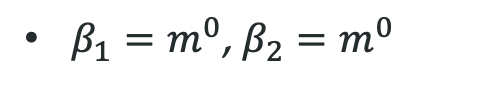 • β₁ = m⁰, β₂ = m⁰